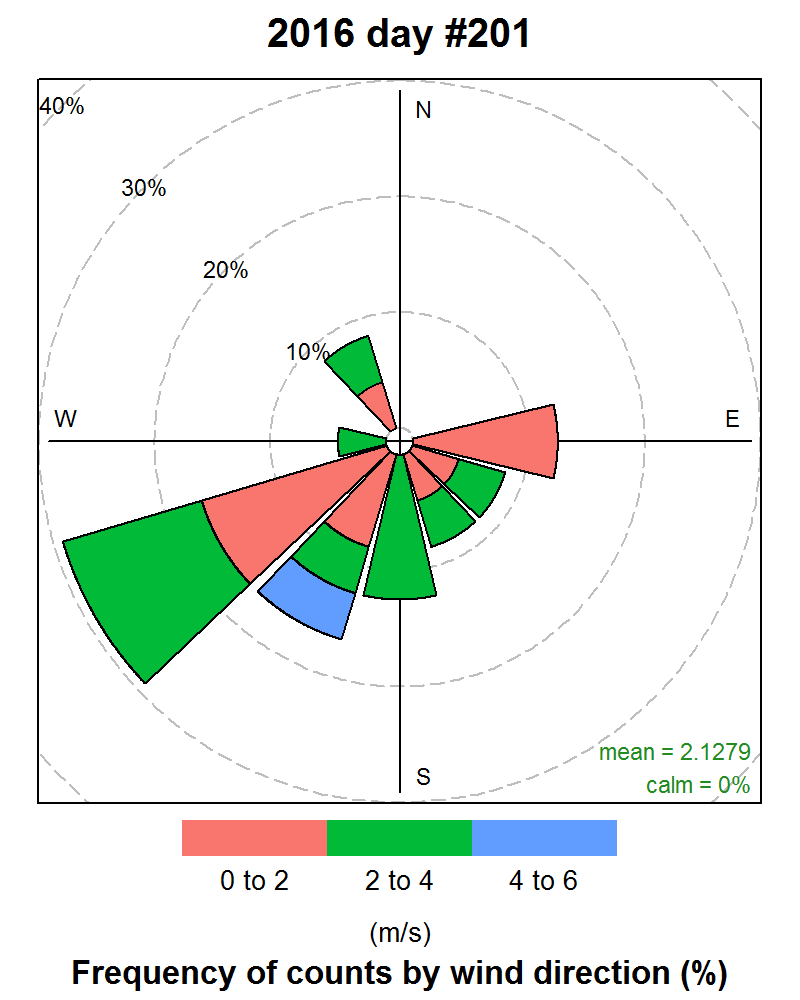 2016 day #201
40%
N
30%
20%
10%
W
E
S
mean = 2.1279
calm = 0%
0 to 2
2 to 4
4 to 6
(m/s)
Frequency of counts by wind direction (%)